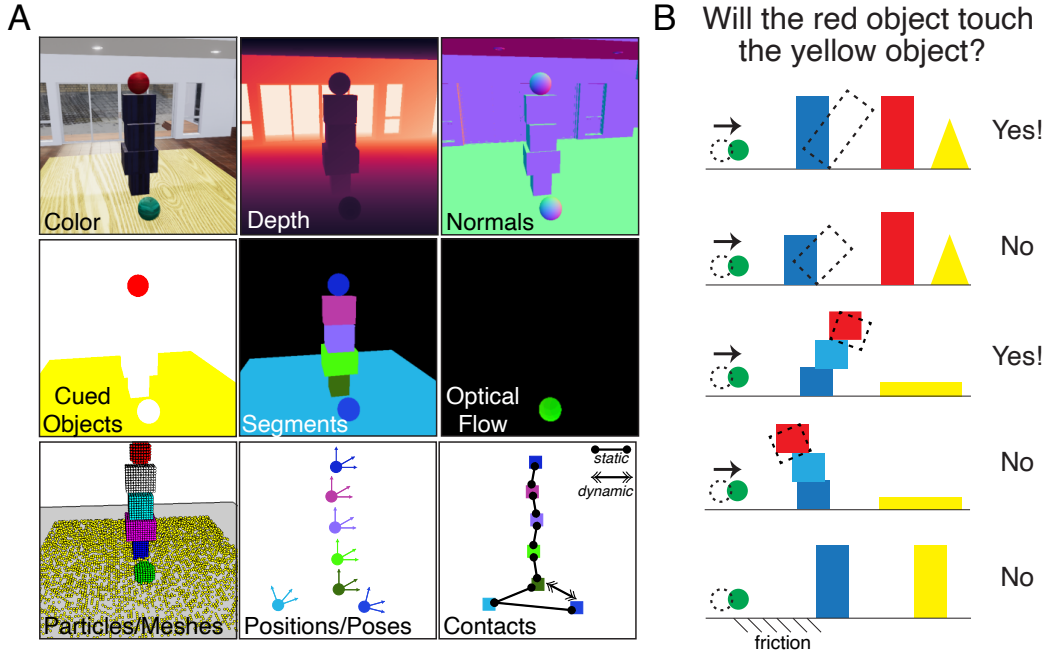 A
Color
Depth
Normals
Cued
Objects
Segments
Optical
Flow
Particles/Meshes
Positions/Poses
static
dynamic
Contacts
B
Will the red object touch
the yellow object?
Yes!
No
Yes!
No
No
friction